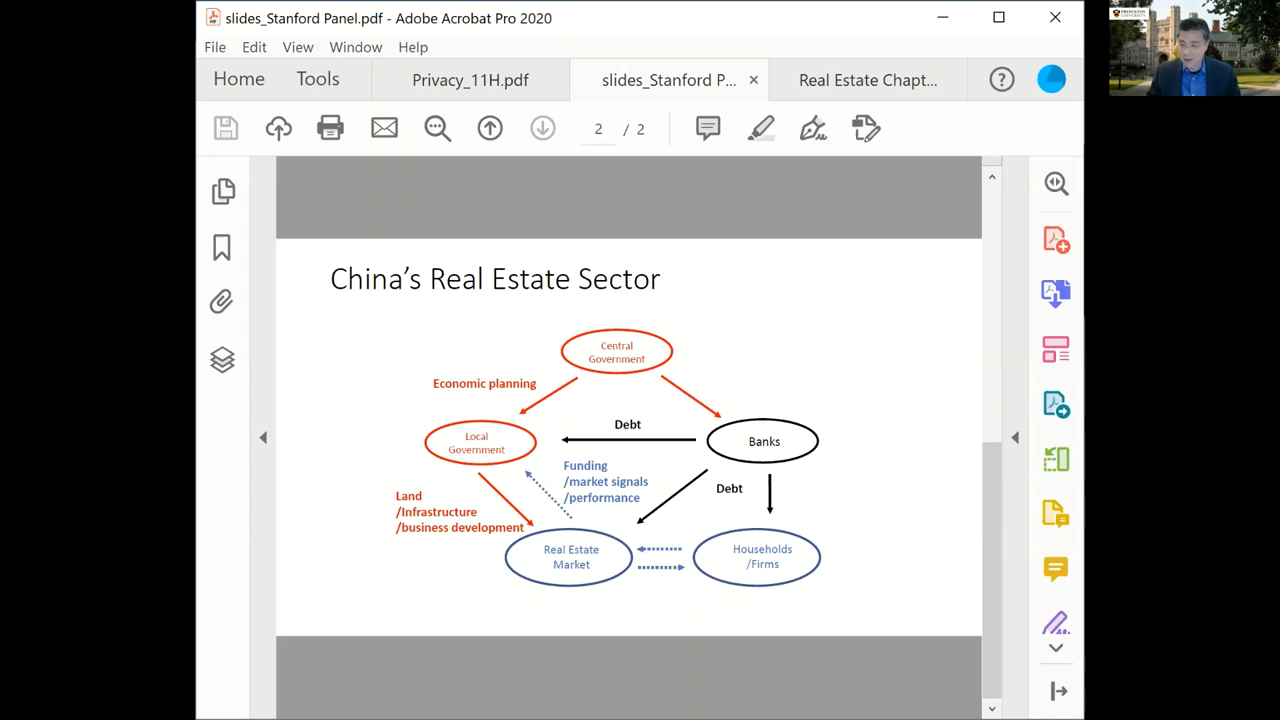 slides_Stanford Panel.pdf - Adobe Acrobat Pro 2020
PRINCETON
UNIVERSITY
File Edit View Window Help
Home Tools Privacy_11H.pdf slides_Stanford P... Real Estate Chapt...
2 / 2
China's Real Estate Sector
Central
Government
Economic planning
Debt
Local
Government
Banks
Funding
/market signals
/performance
Debt
Land
/Infrastructure
/business development
Real Estate
Market
Households
/Firms